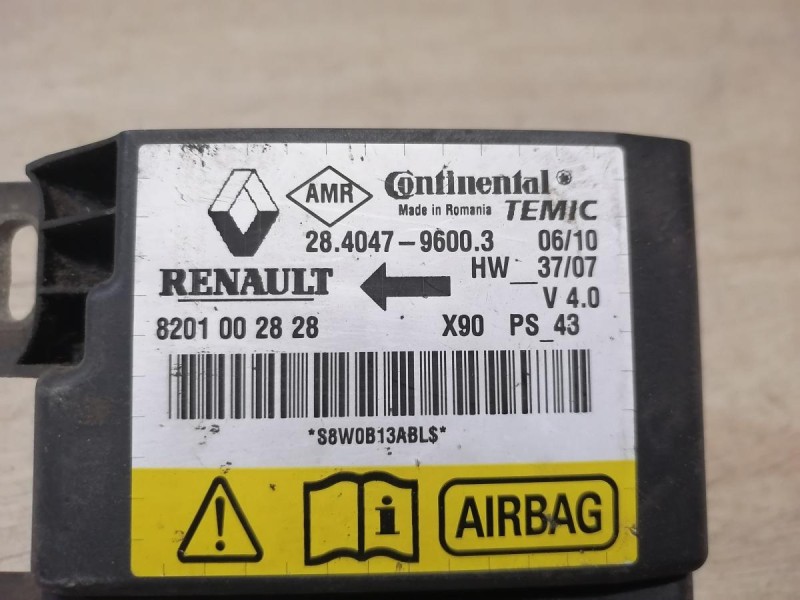 AMR Continental
Made in Romania TEMIC
28.4047-9600.3 06/10
RENAULT HW__37/07
V 4.0
8201 00 28 28 X90 PS_43
*S8W0B13ABL$*
i AIRBAG